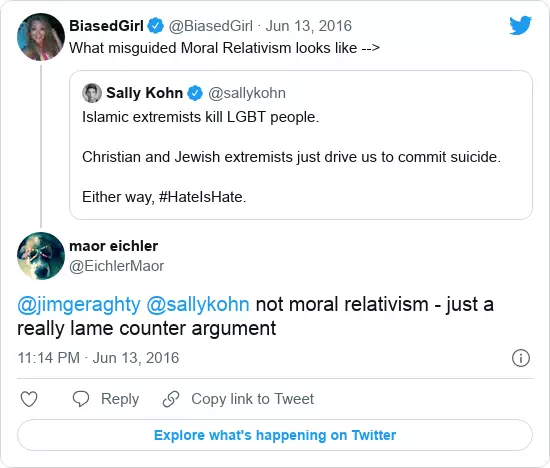 BiasedGirl @BiasedGirl · Jun 13, 2016
What misguided Moral Relativism looks like -->
Sally Kohn @sallykohn
Islamic extremists kill LGBT people.
Christian and Jewish extremists just drive us to commit suicide.
Either way, #HateIsHate.
maor eichler
@EichlerMaor
@jimgeraghty @sallykohn not moral relativism - just a
really lame counter argument
11:14 PM · Jun 13, 2016
Reply
Copy link to Tweet
Explore what's happening on Twitter